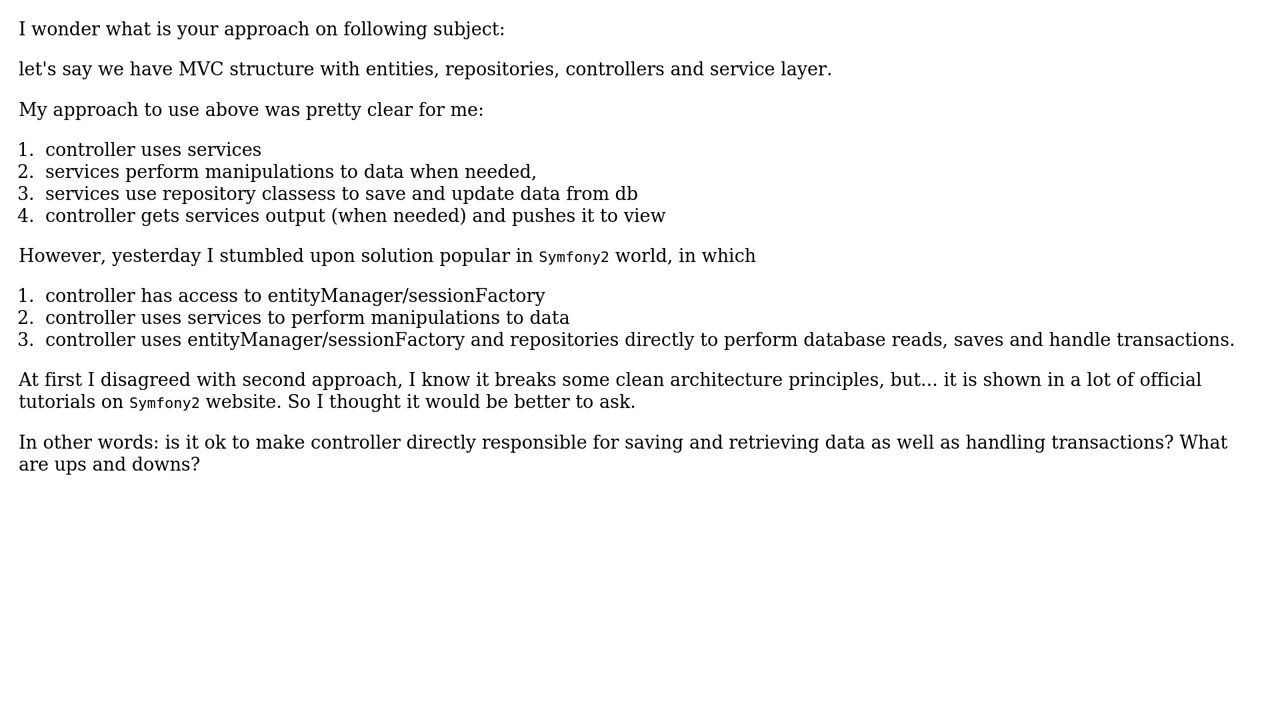 I wonder what is your approach on following subject:
let's say we have MVC structure with entities, repositories, controllers and service layer.
My approach to use above was pretty clear for me:
1. controller uses services
2. services perform manipulations to data when needed,
3. services use repository classess to save and update data from db
4. controller gets services output (when needed) and pushes it to view
However, yesterday I stumbled upon solution popular in Symfony2 world, in which
1. controller has access to entityManager/sessionFactory
2. controller uses services to perform manipulations to data
3. controller uses entityManager/sessionFactory and repositories directly to perform database reads, saves and handle transactions.
At first I disagreed with second approach, I know it breaks some clean architecture principles, but... it is shown in a lot of official
tutorials on Symfony2 website. So I thought it would be better to ask.
In other words: is it ok to make controller directly responsible for saving and retrieving data as well as handling transactions? What
are ups and downs?